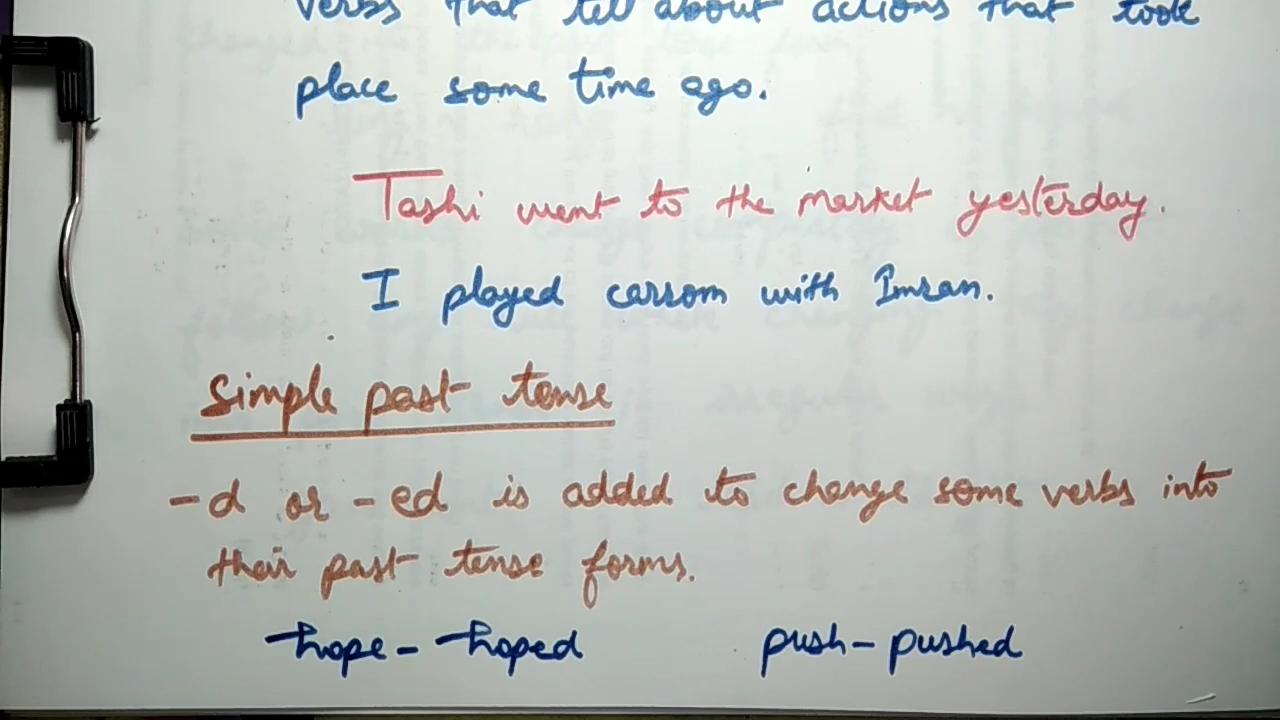 verbs that tell about actions that took
place some time ago.
Tashi went to the market yesterday.
I played carrom with Imran.
Simple past tense
-d or -ed is added to change some verbs into
their past tense forms.
hope - hoped push - pushed